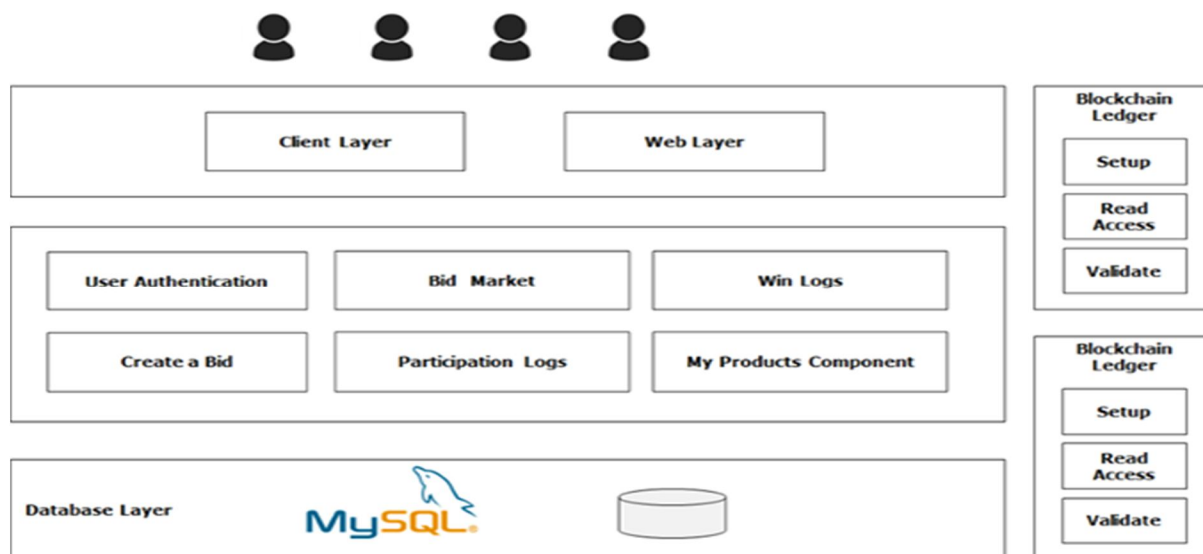 Client Layer
Web Layer
User Authentication
Bid Market
Win Logs
Create a Bid
Participation Logs
My Products Component
Database Layer
MySQL®
Blockchain
Ledger
Setup
Read
Access
Validate
Blockchain
Ledger
Setup
Read
Access
Validate